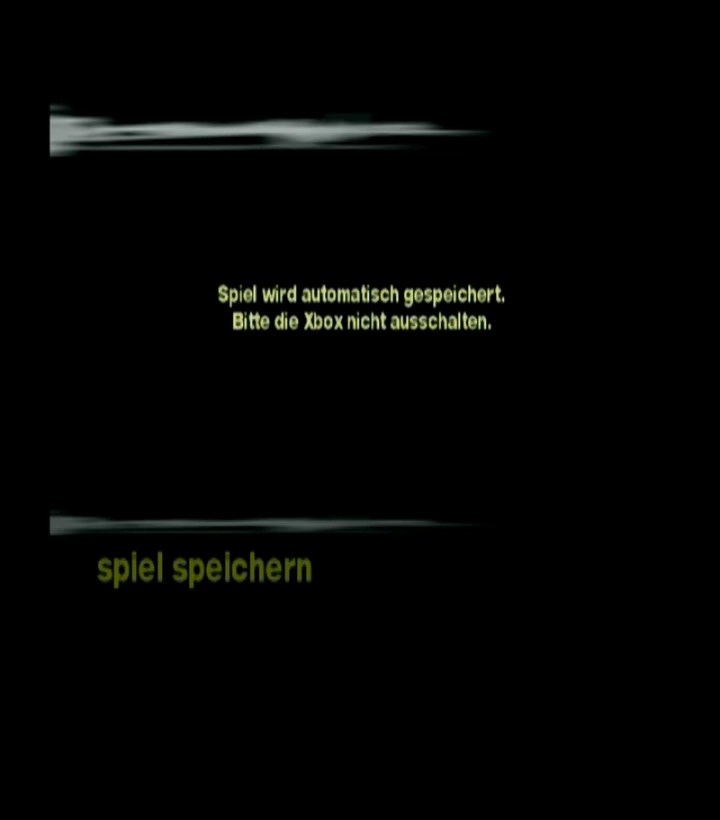 Spiel wird automatisch gespeichert.
Bitte die Xbox nicht ausschalten.
spiel speichern